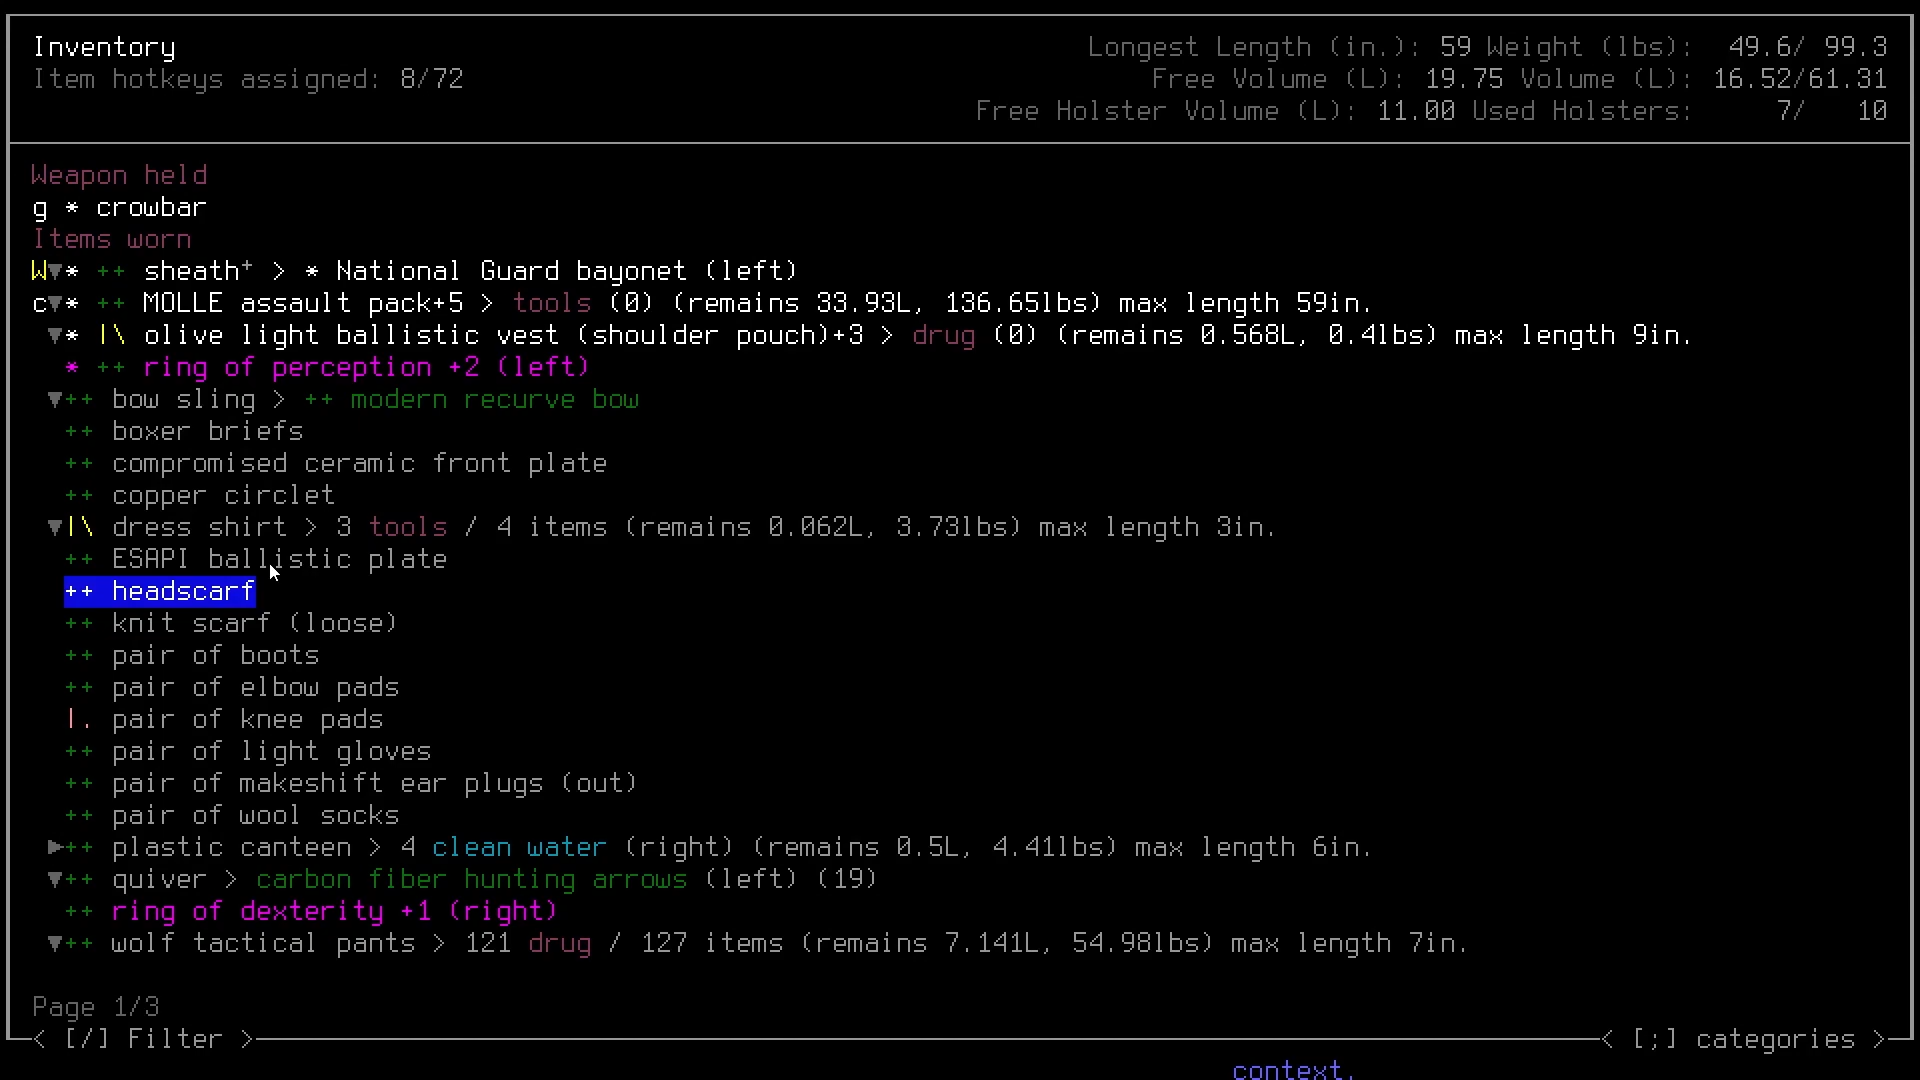 Inventory
Item hotkeys assigned: 8/72
Longest Length (in.): 59 Weight (lbs): 49.6/ 99.3
Free Volume (L): 19.75 Volume (L): 16.52/61.31
Free Holster Volume (L): 11.00 Used Holsters: 7/ 10
Weapon held
g * crowbar
Items worn
W▼* ++ sheath⁺ > * National Guard bayonet (left)
c▼* ++ MOLLE assault pack+5 > tools (0) (remains 33.93L, 136.65lbs) max length 59in.
▼* |\ olive light ballistic vest (shoulder pouch)+3 > drug (0) (remains 0.568L, 0.4lbs) max length 9in.
* ++ ring of perception +2 (left)
▼++ bow sling > ++ modern recurve bow
++ boxer briefs
++ compromised ceramic front plate
++ copper circlet
▼|\ dress shirt > 3 tools / 4 items (remains 0.062L, 3.73lbs) max length 3in.
++ ESAPI ballistic plate
++ headscarf
++ knit scarf (loose)
++ pair of boots
++ pair of elbow pads
|. pair of knee pads
++ pair of light gloves
++ pair of makeshift ear plugs (out)
++ pair of wool socks
▶++ plastic canteen > 4 clean water (right) (remains 0.5L, 4.41lbs) max length 6in.
▼++ quiver > carbon fiber hunting arrows (left) (19)
++ ring of dexterity +1 (right)
▼++ wolf tactical pants > 121 drug / 127 items (remains 7.141L, 54.98lbs) max length 7in.
Page 1/3
< [/] Filter >
< [;] categories >
context.